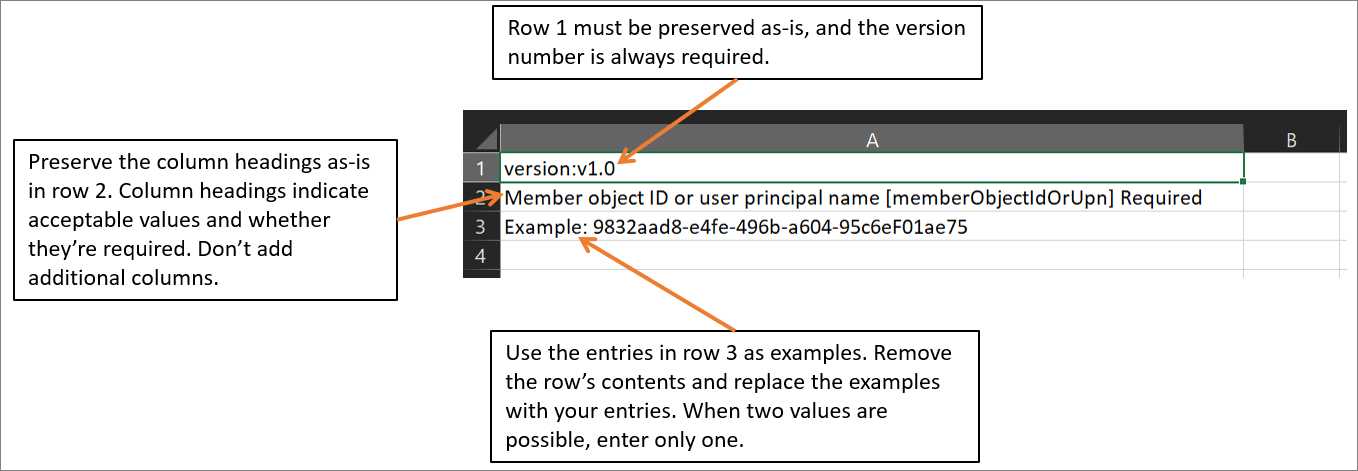 Row 1 must be preserved as-is, and the version
number is always required.
A
B
1
version:v1.0
2
Member object ID or user principal name [memberObjectIdOrUpn] Required
3
Example: 9832aad8-e4fe-496b-a604-95c6eF01ae75
4
Preserve the column headings as-is
in row 2. Column headings indicate
acceptable values and whether
they’re required. Don’t add
additional columns.
Use the entries in row 3 as examples. Remove
the row’s contents and replace the examples
with your entries. When two values are
possible, enter only one.